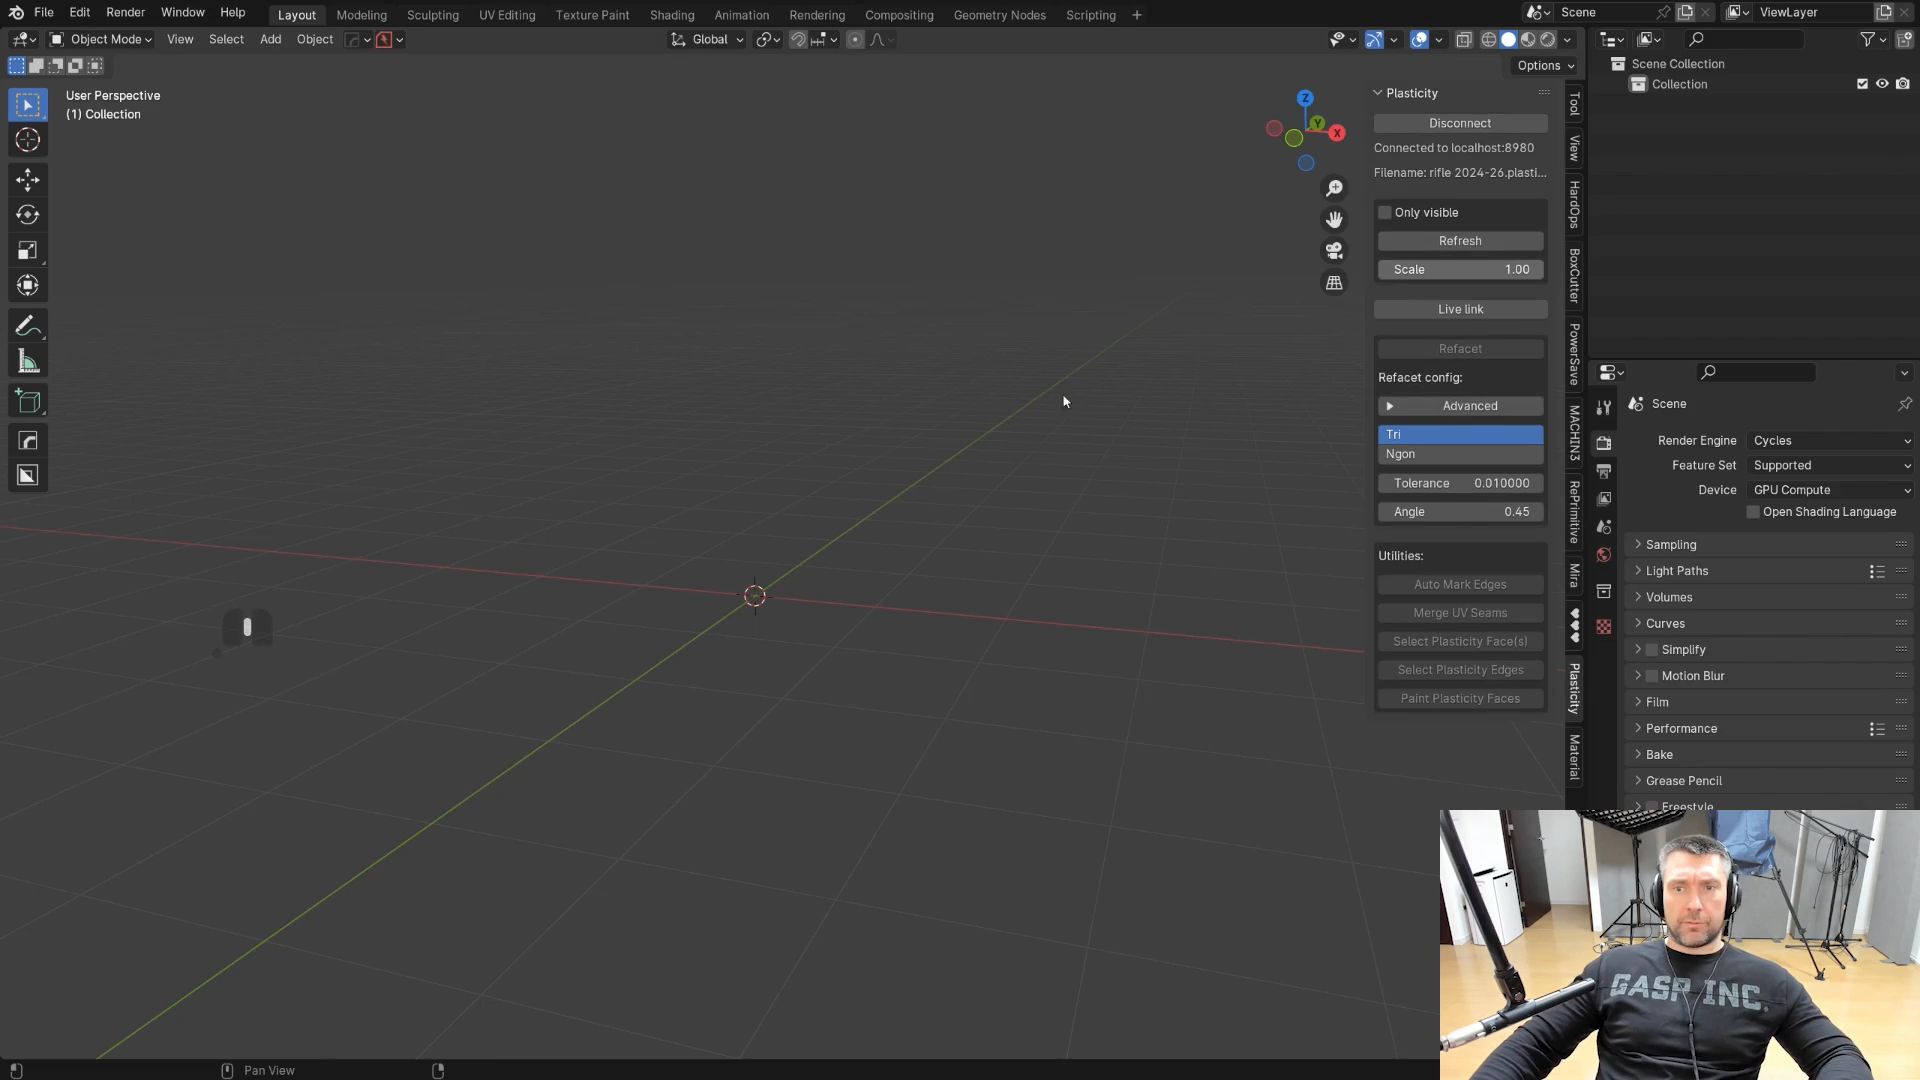 File Edit Render Window Help Layout Modeling Sculpting UV Editing Texture Paint Shading Animation Rendering Compositing Geometry Nodes Scripting + Scene ViewLayer
Object Mode View Select Add Object Global
Options
User Perspective
(1) Collection
Z
Y
X
Plasticity
Disconnect
Connected to localhost:8980
Filename: rifle 2024-26.plasti...
Only visible
Refresh
Scale 1.00
Live link
Refacet
Refacet config:
Advanced
Tri
Ngon
Tolerance 0.010000
Angle 0.45
Utilities:
Auto Mark Edges
Merge UV Seams
Select Plasticity Face(s)
Select Plasticity Edges
Paint Plasticity Faces
Tool
View
HardOps
BoxCutter
PowerSave
MACHIN3
RePrimitive
Mira
♥♥♥
Plasticity
Material
Scene Collection
Collection
Scene
Render Engine Cycles
Feature Set Supported
Device GPU Compute
Open Shading Language
Sampling
Light Paths
Volumes
Curves
Simplify
Motion Blur
Film
Performance
Bake
Grease Pencil
Freestyle
GASP INC.
Pan View